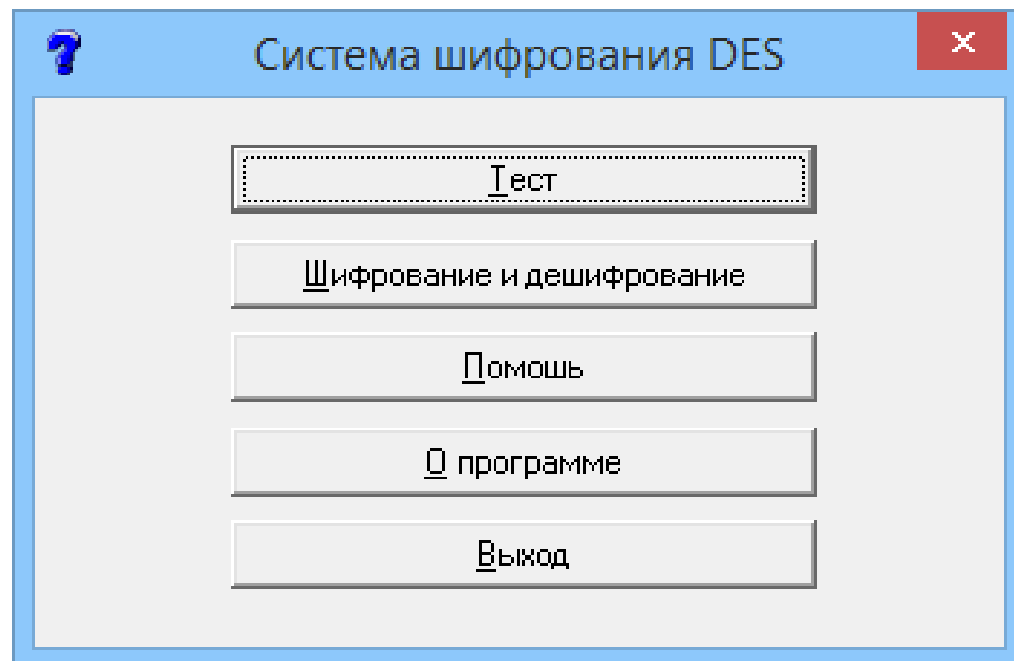 Система шифрования DES
Тест
Шифрование и дешифрование
Помошь
О программе
Выход